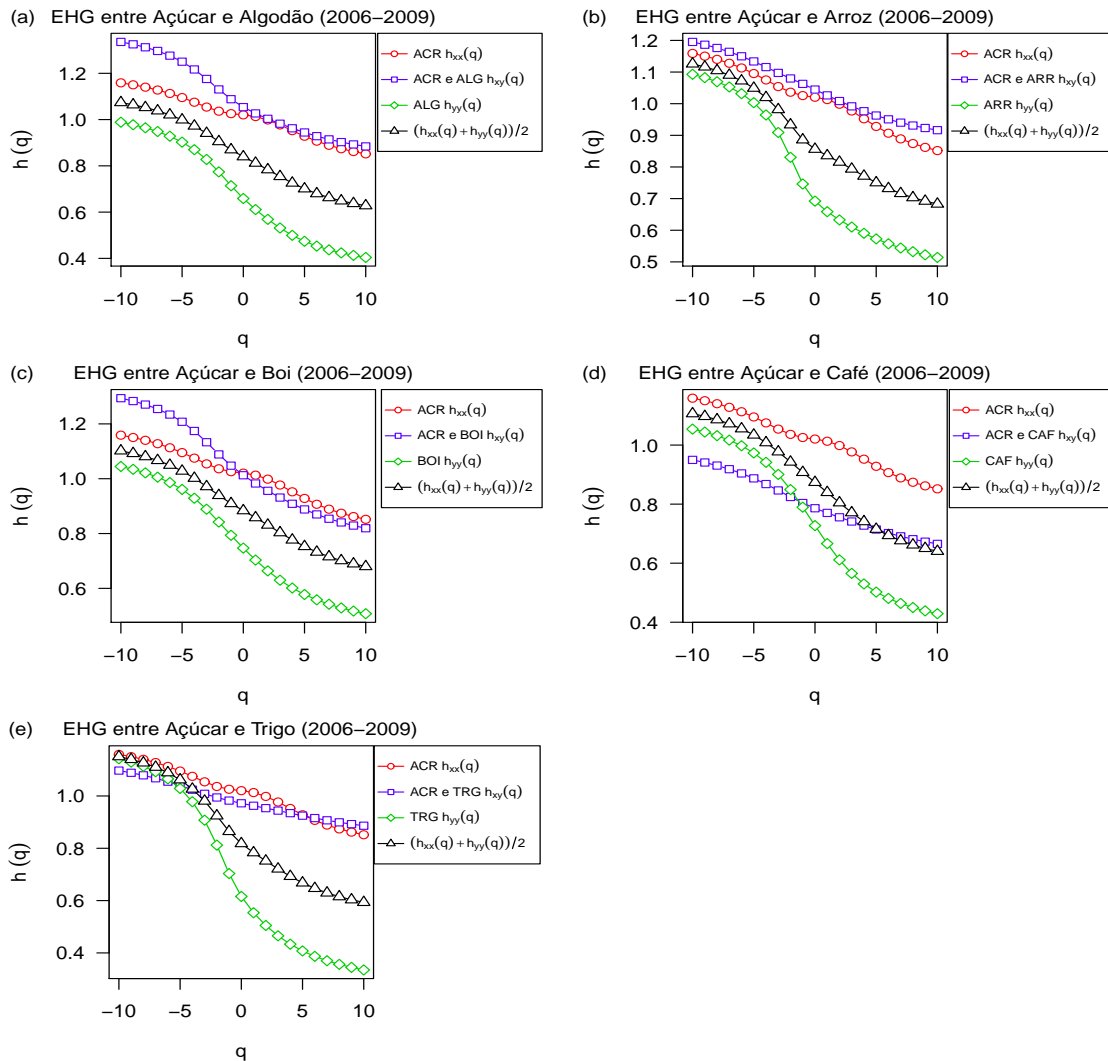 (a) EHG entre Açúcar e Algodão (2006−2009)
ACR hxx(q)
ACR e ALG hxy(q)
ALG hyy(q)
(hxx(q)+hyy(q))/2
1.2
1.0
0.8
0.6
0.4
h(q)
−10 −5 0 5 10
q
(b) EHG entre Açúcar e Arroz (2006−2009)
ACR hxx(q)
ACR e ARR hxy(q)
ARR hyy(q)
(hxx(q)+hyy(q))/2
1.2
1.1
1.0
0.9
0.8
0.7
0.6
0.5
h(q)
−10 −5 0 5 10
q
(c) EHG entre Açúcar e Boi (2006−2009)
ACR hxx(q)
ACR e BOI hxy(q)
BOI hyy(q)
(hxx(q)+hyy(q))/2
1.2
1.0
0.8
0.6
h(q)
−10 −5 0 5 10
q
(d) EHG entre Açúcar e Café (2006−2009)
ACR hxx(q)
ACR e CAF hxy(q)
CAF hyy(q)
(hxx(q)+hyy(q))/2
1.0
0.8
0.6
0.4
h(q)
−10 −5 0 5 10
q
(e) EHG entre Açúcar e Trigo (2006−2009)
ACR hxx(q)
ACR e TRG hxy(q)
TRG hyy(q)
(hxx(q)+hyy(q))/2
1.0
0.8
0.6
0.4
h(q)
−10 −5 0 5 10
q